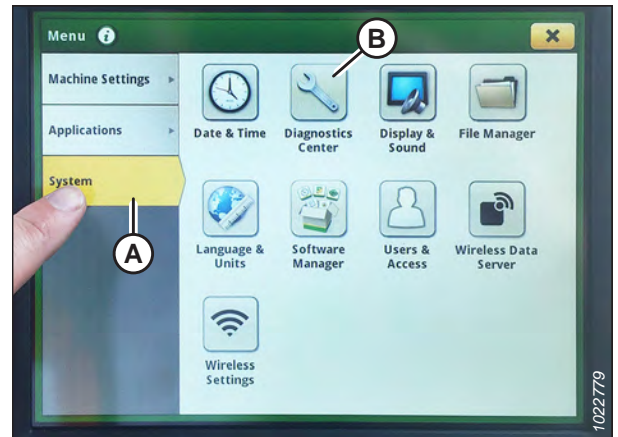 Menu i
B
Machine Settings
Applications
System
A
Date & Time
Diagnostics
Center
Display &
Sound
File Manager
Language &
Units
Software
Manager
Users &
Access
Wireless Data
Server
Wireless
Settings
1022779